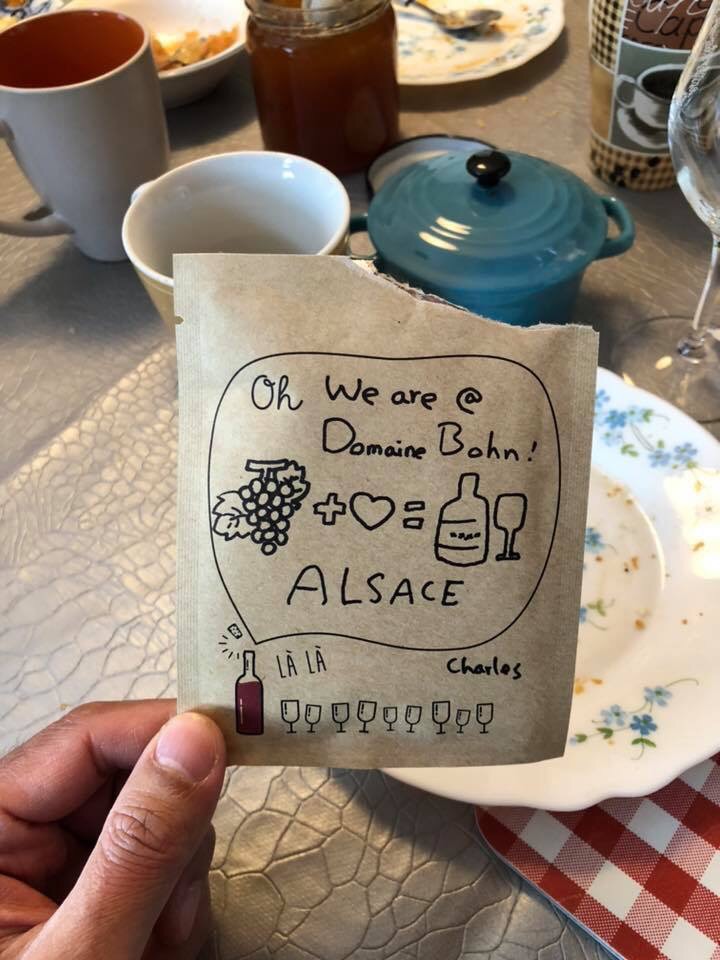 Oh We are @
Domaine Bohn!
+ =
ALSACE
LÀ LÀ
Charles